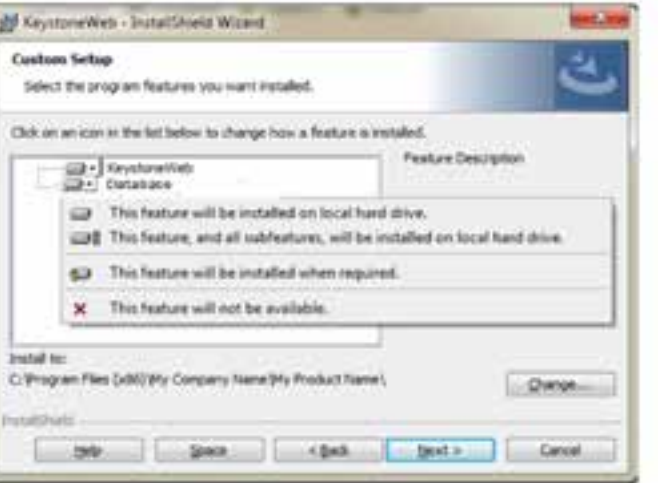 KeystoneWeb - InstallShield Wizard
Custom Setup
Select the program features you want installed.
Click on an icon in the list below to change how a feature is installed.
KeystoneWeb
Feature Description
Database
This feature will be installed on local hard drive.
This feature, and all subfeatures, will be installed on local hard drive.
This feature will be installed when required.
This feature will not be available.
Install to:
C:\Program Files (x86)\My Company Name\My Product Name\
Change...
InstallShield
Help
Space
< Back
Next >
Cancel